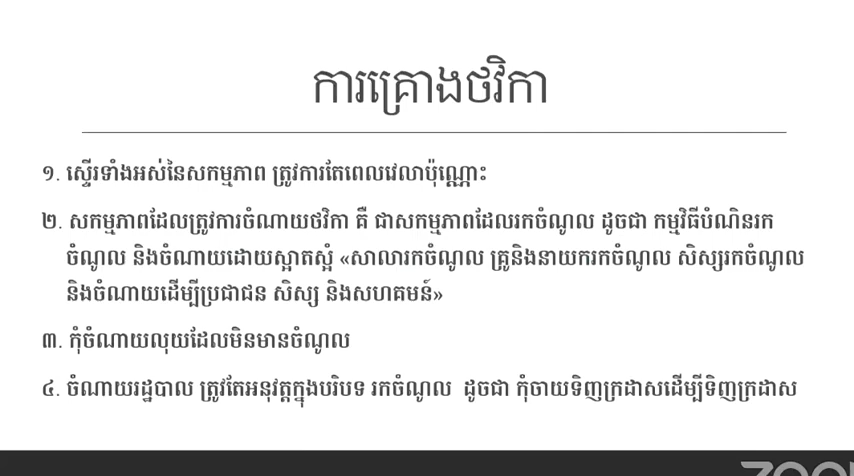 ការគ្រោងថវិកា
១. ស្ទើរទាំងអស់នៃសកម្មភាព ត្រូវការតែពេលវេលាប៉ុណ្ណោះ
២. សកម្មភាពដែលត្រូវការចំណាយថវិកា គឺ ជាសកម្មភាពដែលរកចំណូល ដូចជា កម្មវិធីបំណិនរក
ចំណូល និងចំណាយដោយស្អាតស្អំ «សាលារកចំណូល គ្រូនិងនាយករកចំណូល សិស្សរកចំណូល
និងចំណាយដើម្បីប្រជាជន សិស្ស និងសហគមន៍»
៣. កុំចំណាយលុយដែលមិនមានចំណូល
៤. ចំណាយរដ្ឋបាល ត្រូវតែអនុវត្តក្នុងបរិបទ រកចំណូល ដូចជា កុំចាយទិញក្រដាសដើម្បីទិញក្រដាស
zoom